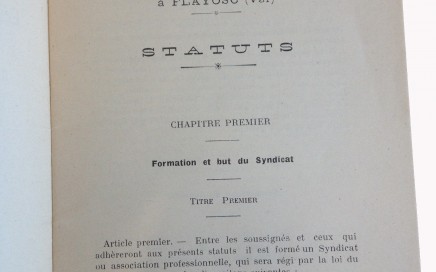 à FLAYOSC (Var)
STATUTS
CHAPITRE PREMIER
Formation et but du Syndicat
TITRE PREMIER
Article premier. — Entre les soussignés et ceux qui
adhèreront aux présents statuts il est formé un Syndicat
ou association professionnelle, qui sera régi par la loi du